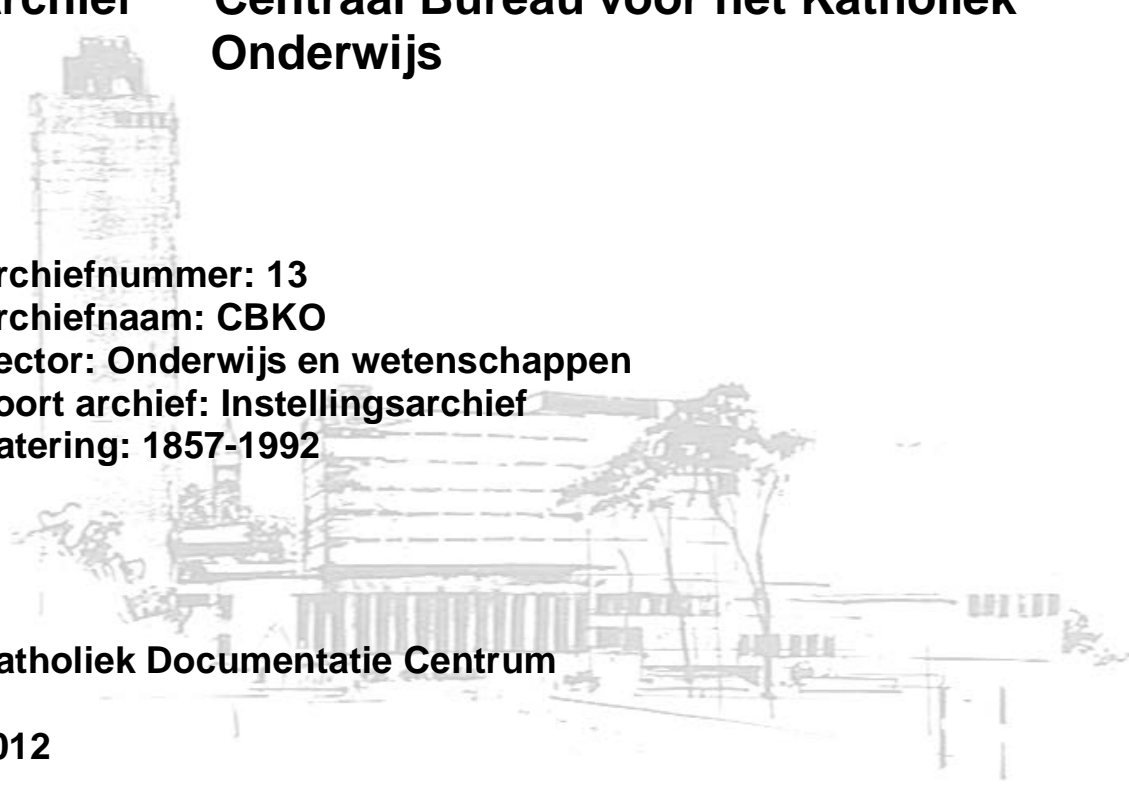 rchief Centraal Bureau voor het Katholiek
Onderwijs
rchiefnummer: 13
rchiefnaam: CBKO
ector: Onderwijs en wetenschappen
oort archief: Instellingsarchief
atering: 1857-1992
atholiek Documentatie Centrum
012